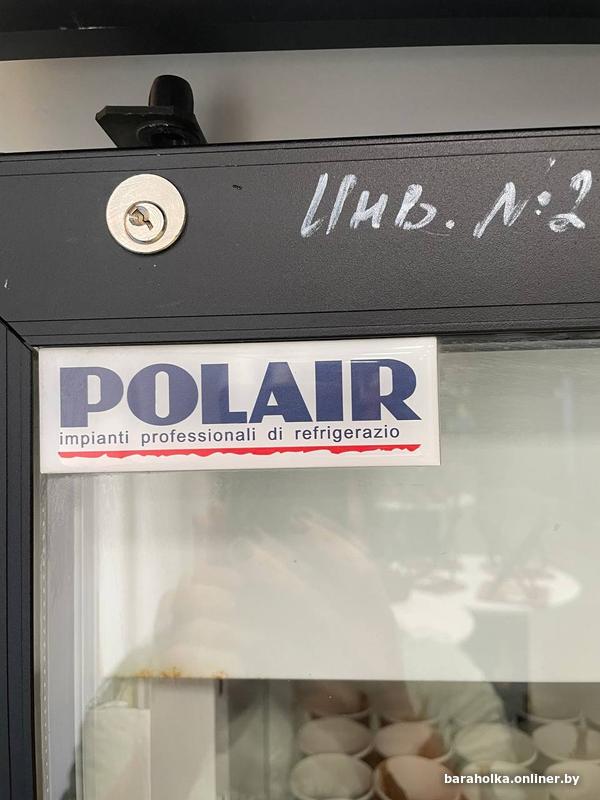 Инв. №2
POLAIR
impianti professionali di refrigerazio
baraholka.onliner.by